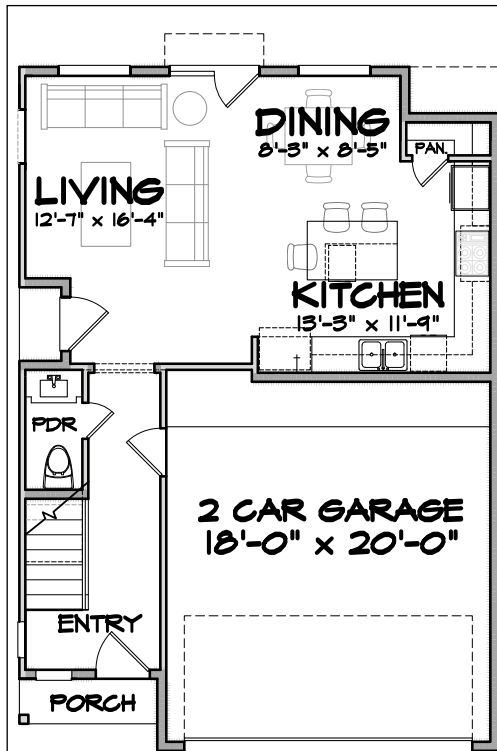 DINING
8'-3" x 8'-5"
PAN.
LIVING
12'-7" x 16'-4"
KITCHEN
13'-3" x 11'-9"
PDR
2 CAR GARAGE
18'-0" x 20'-0"
ENTRY
PORCH